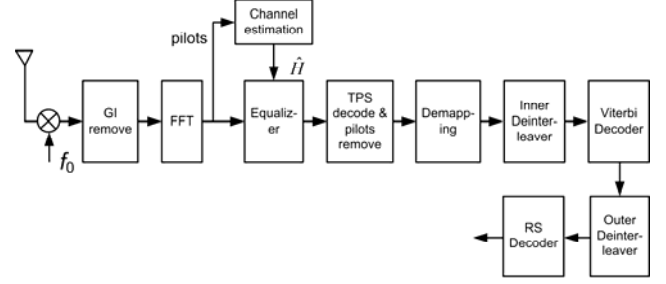 Channel
estimation
pilots
Ĥ
GI
remove
FFT
Equaliz-
er
TPS
decode &
pilots
remove
Demapp-
ing
Inner
Deinter-
leaver
Viterbi
Decoder
f₀
RS
Decoder
Outer
Deinter-
leaver